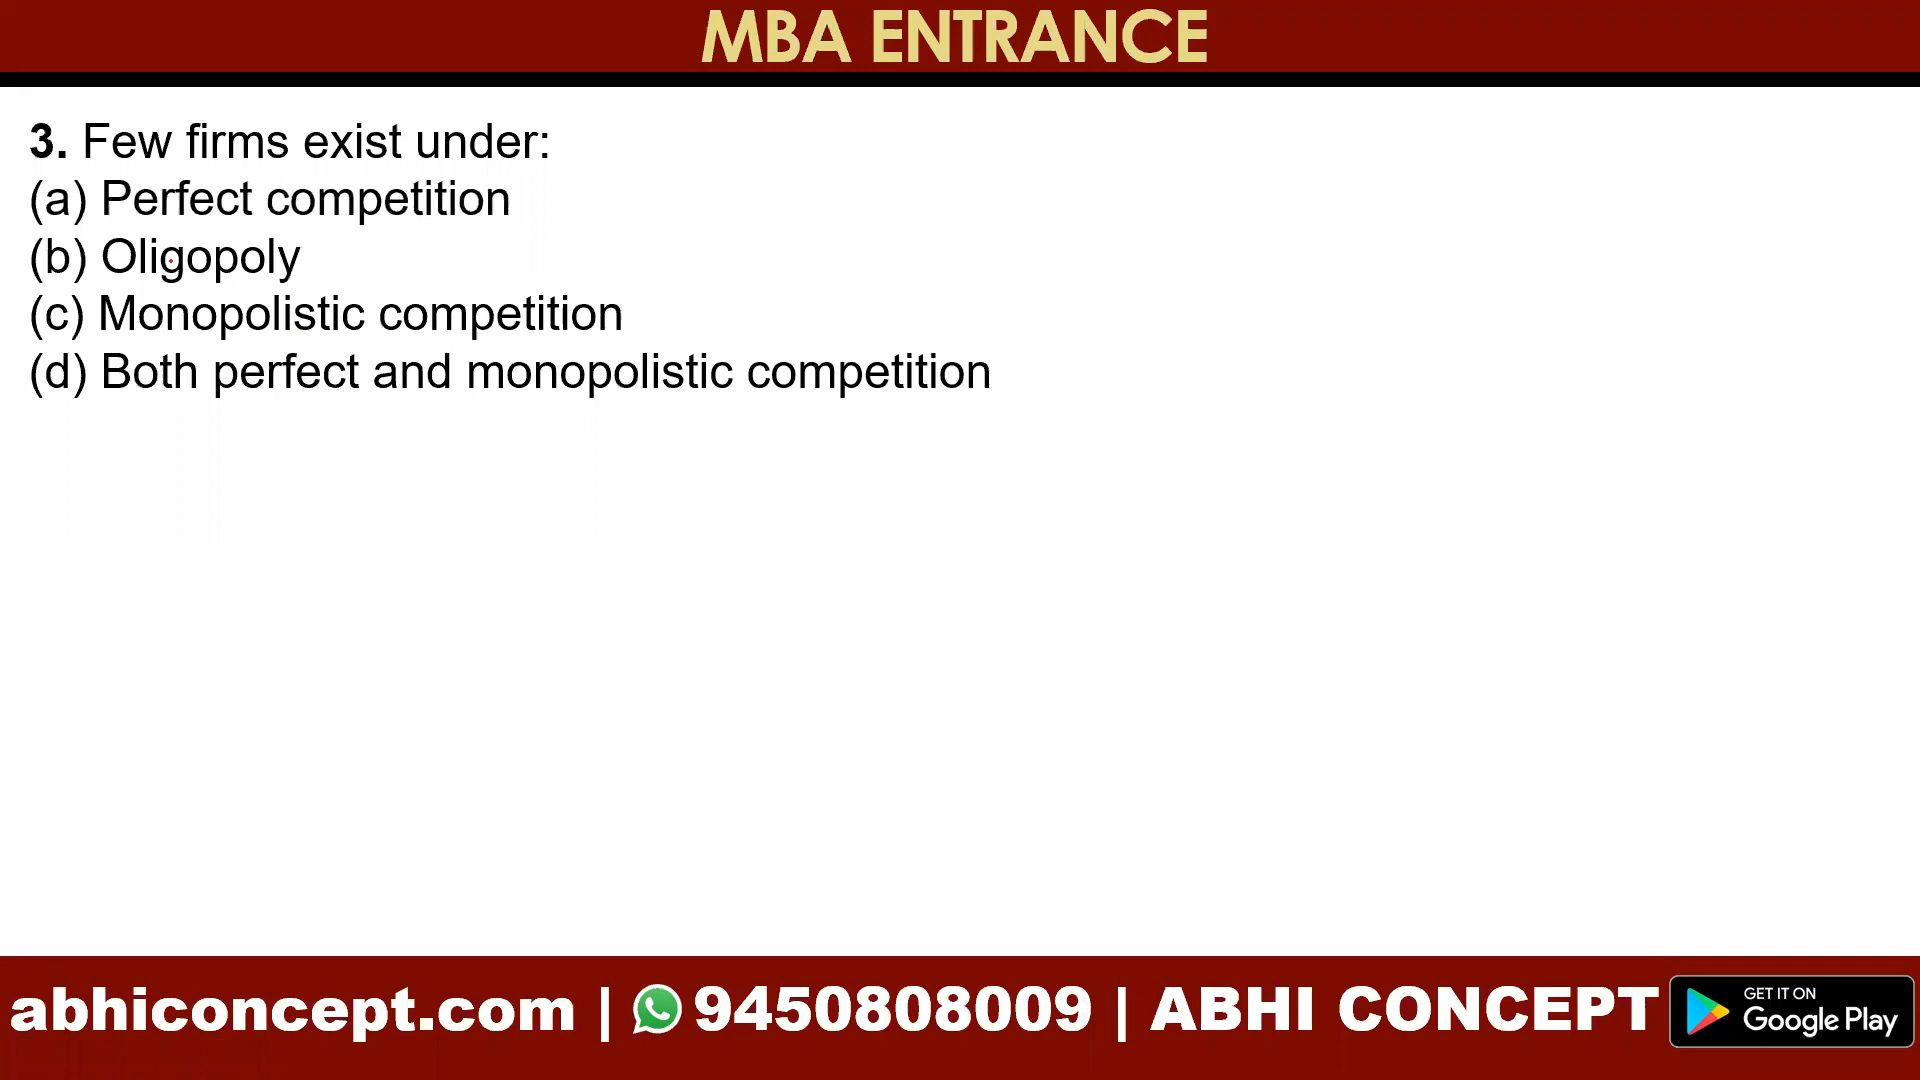 MBA ENTRANCE
3. Few firms exist under:
(a) Perfect competition
(b) Oligopoly
(c) Monopolistic competition
(d) Both perfect and monopolistic competition
abhiconcept.com | 9450808009 | ABHI CONCEPT GET IT ON Google Play